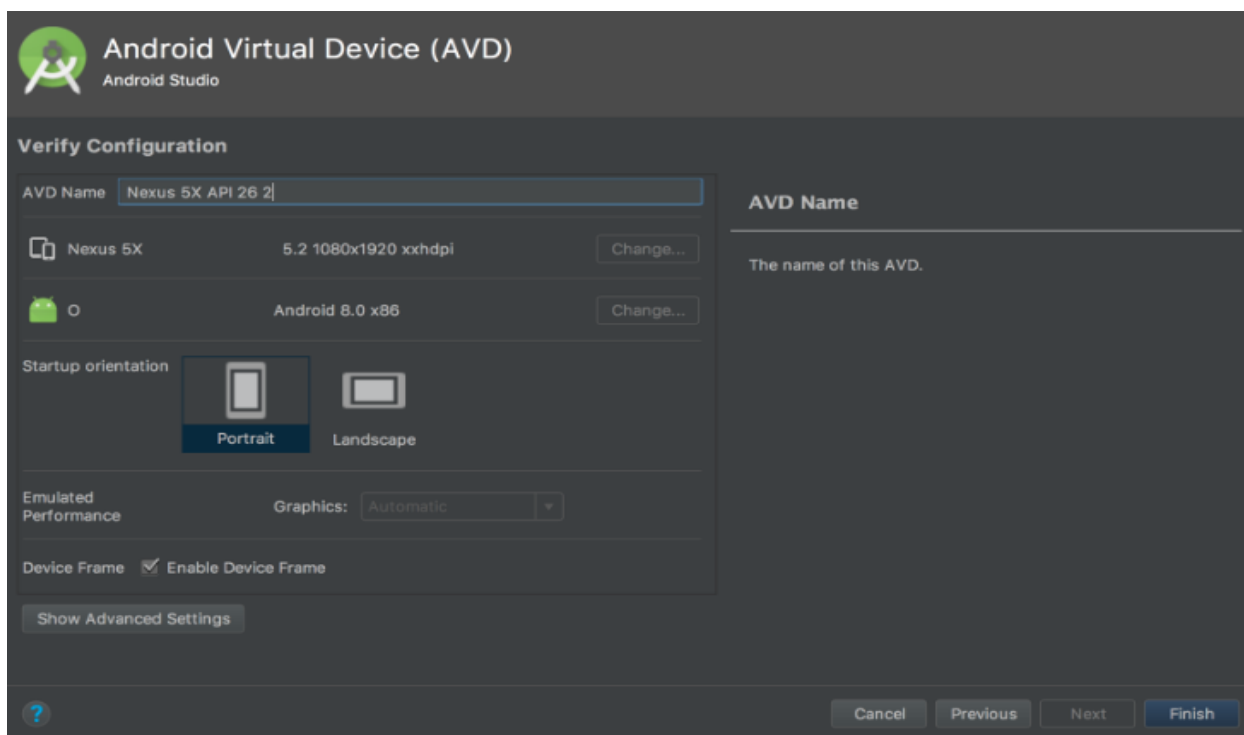 Android Virtual Device (AVD)
Android Studio
Verify Configuration
AVD Name Nexus 5X API 26 2
Nexus 5X 5.2 1080x1920 xxhdpi Change...
O Android 8.0 x86 Change...
Startup orientation
Portrait Landscape
Emulated
Performance
Graphics: Automatic
Device Frame Enable Device Frame
Show Advanced Settings
AVD Name
The name of this AVD.
? Cancel Previous Next Finish